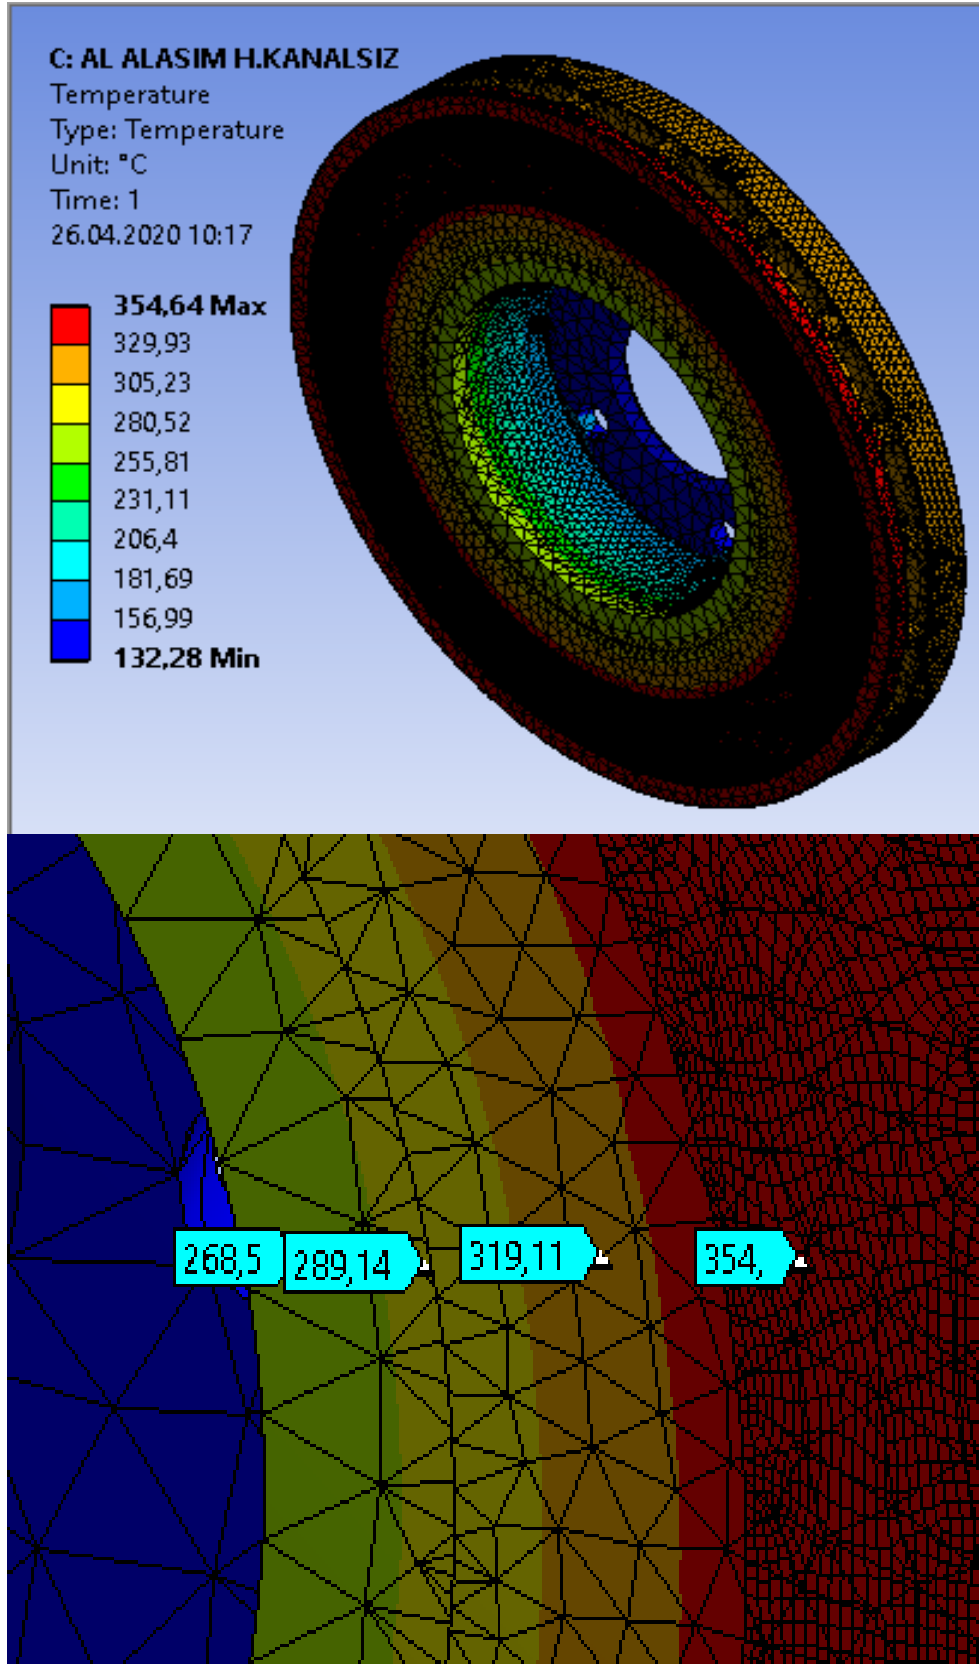 C: AL ALASIM H.KANALSIZ
Temperature
Type: Temperature
Unit: °C
Time: 1
26.04.2020 10:17
354,64 Max
329,93
305,23
280,52
255,81
231,11
206,4
181,69
156,99
132,28 Min
268,5
289,14
319,11
354,